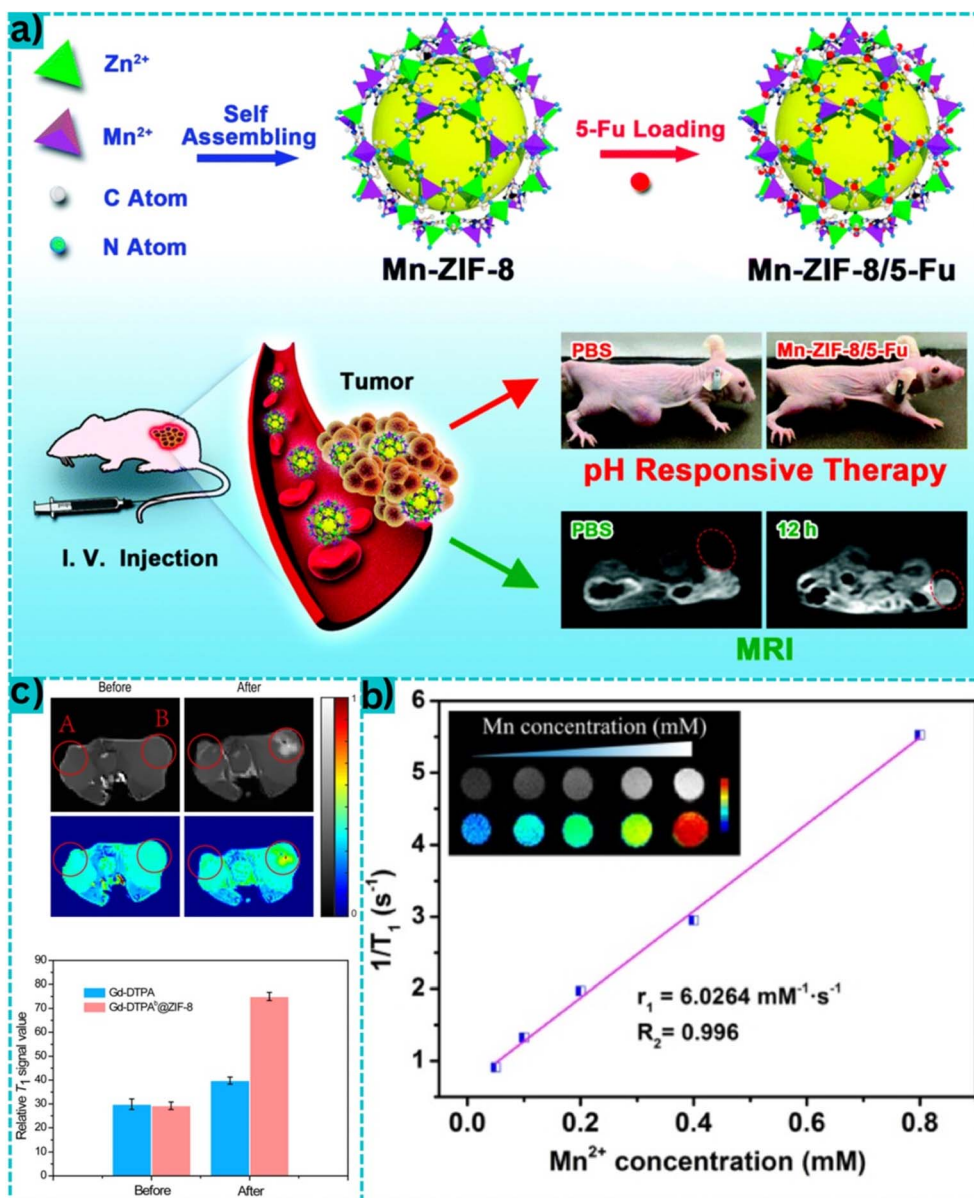 a)
Zn²⁺
Mn²⁺
C Atom
N Atom
Self
Assembling
Mn-ZIF-8
5-Fu Loading
Mn-ZIF-8/5-Fu
I. V. Injection
Tumor
PBS
Mn-ZIF-8/5-Fu
pH Responsive Therapy
PBS
12 h
MRI
c)
Before
After
A
B
1
0
Relative T₁ signal value
90
80
70
60
50
40
30
20
10
0
Gd-DTPA
Gd-DTPAᵇ@ZIF-8
Before
After
b)
1/T₁ (s⁻¹)
6
5
4
3
2
1
Mn concentration (mM)
r₁ = 6.0264 mM⁻¹·s⁻¹
R₂= 0.996
0.0
0.2
0.4
0.6
0.8
Mn²⁺ concentration (mM)